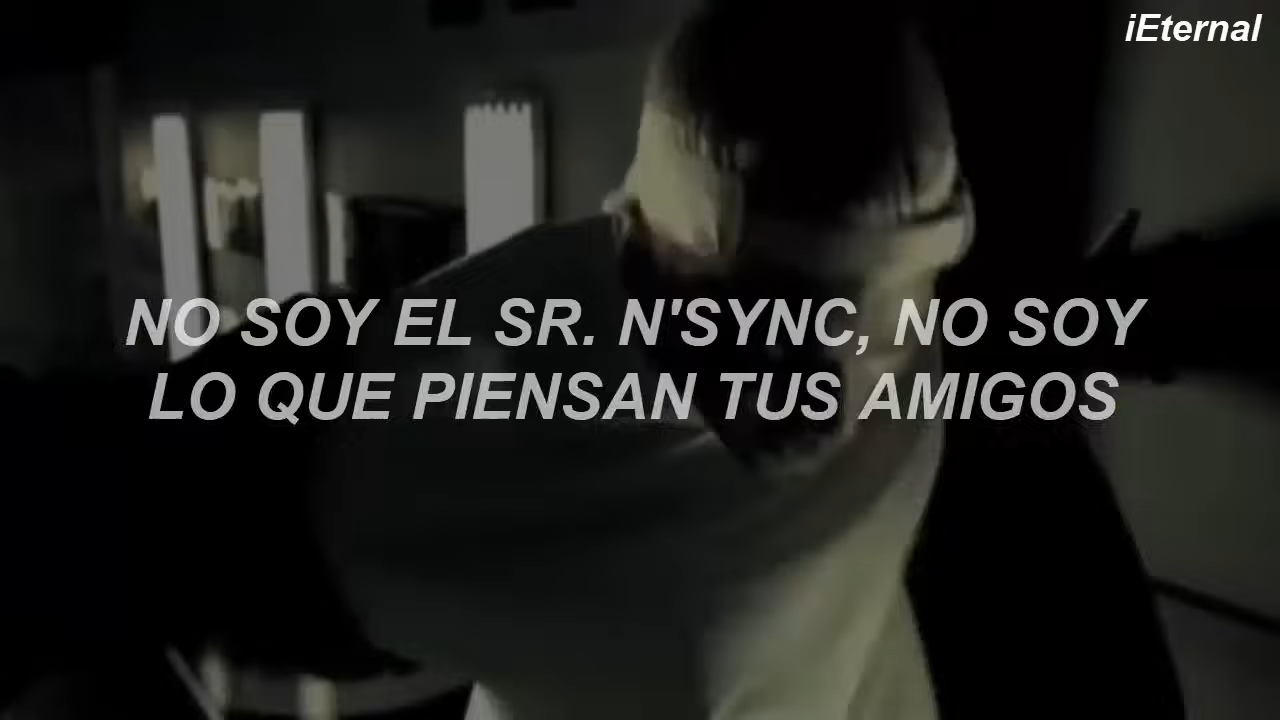 iEternal
NO SOY EL SR. N'SYNC, NO SOY
LO QUE PIENSAN TUS AMIGOS